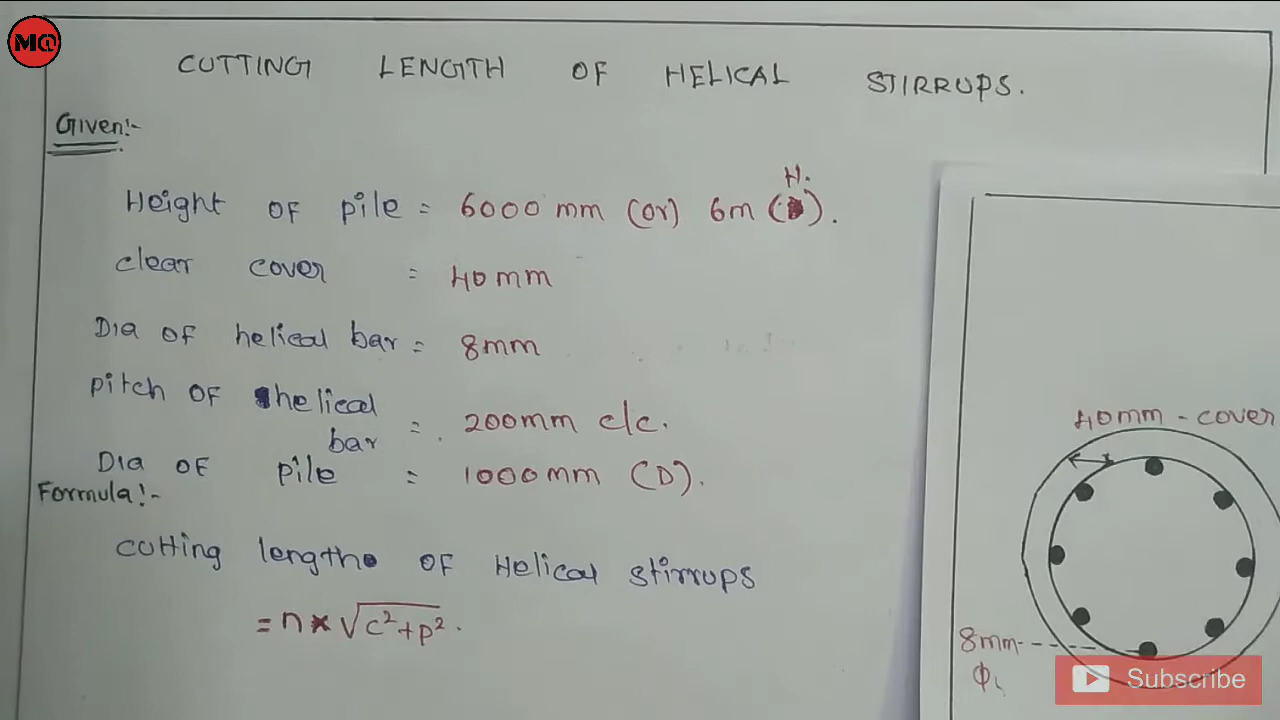 M@
CUTTING LENGTH OF HELICAL STIRRUPS.
Given:-
H.
Height OF pile = 6000 mm (or) 6m ( ).
clear cover = 40 mm
Dia OF helical bar = 8mm
pitch OF helical
bar = 200mm c/c.
Dia OF pile = 1000mm (D).
Formula:-
cutting length OF Helical stirrups
= n × √c²+p².
40mm - cover
8mm
ϕ
Subscribe